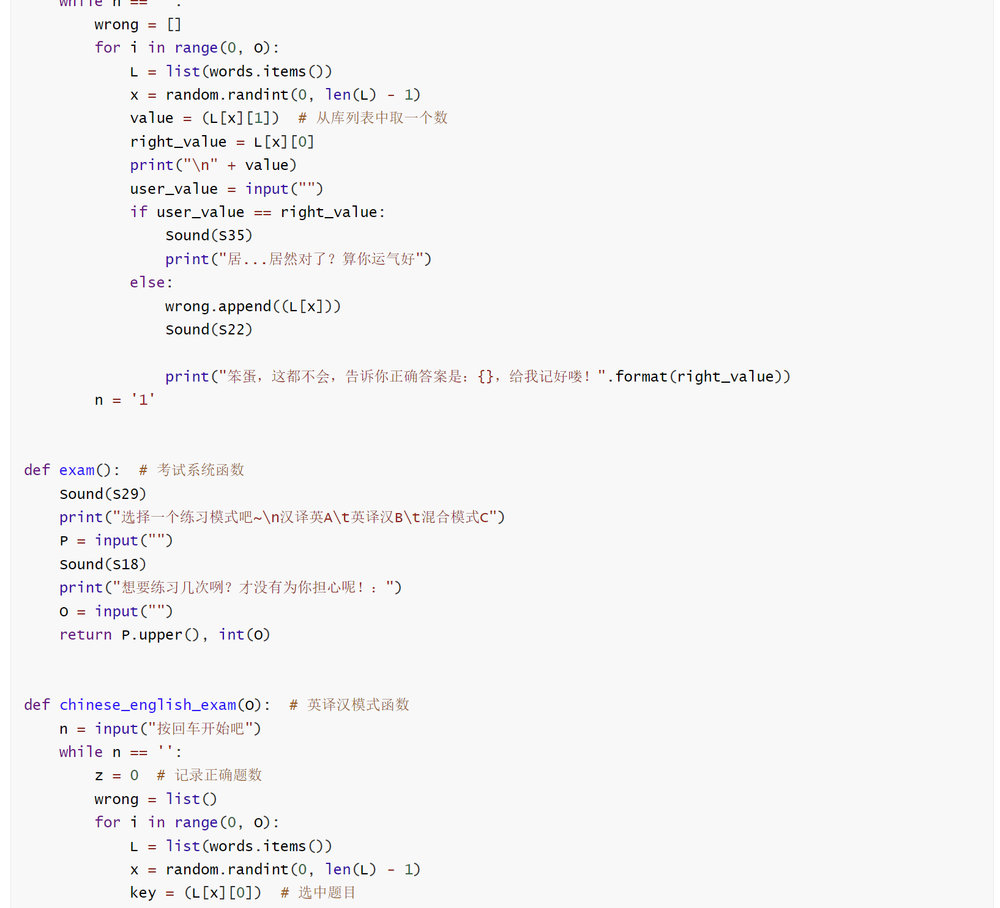 while n == '':
        wrong = []
        for i in range(0, O):
            L = list(words.items())
            x = random.randint(0, len(L) - 1)
            value = (L[x][1])  # 从库列表中取一个数
            right_value = L[x][0]
            print("\n" + value)
            user_value = input("")
            if user_value == right_value:
                Sound(S35)
                print("居...居然对了？算你运气好")
            else:
                wrong.append((L[x]))
                Sound(S22)

                print("笨蛋，这都不会，告诉你正确答案是：{}，给我记好喽！".format(right_value))
        n = '1'


def exam():  # 考试系统函数
    Sound(S29)
    print("选择一个练习模式吧~\n汉译英A\t英译汉B\t混合模式C")
    P = input("")
    Sound(S18)
    print("想要练习几次咧？才没有为你担心呢！：")
    O = input("")
    return P.upper(), int(O)


def chinese_english_exam(O):  # 英译汉模式函数
    n = input("按回车开始吧")
    while n == '':
        z = 0  # 记录正确题数
        wrong = list()
        for i in range(0, O):
            L = list(words.items())
            x = random.randint(0, len(L) - 1)
            key = (L[x][0])  # 选中题目